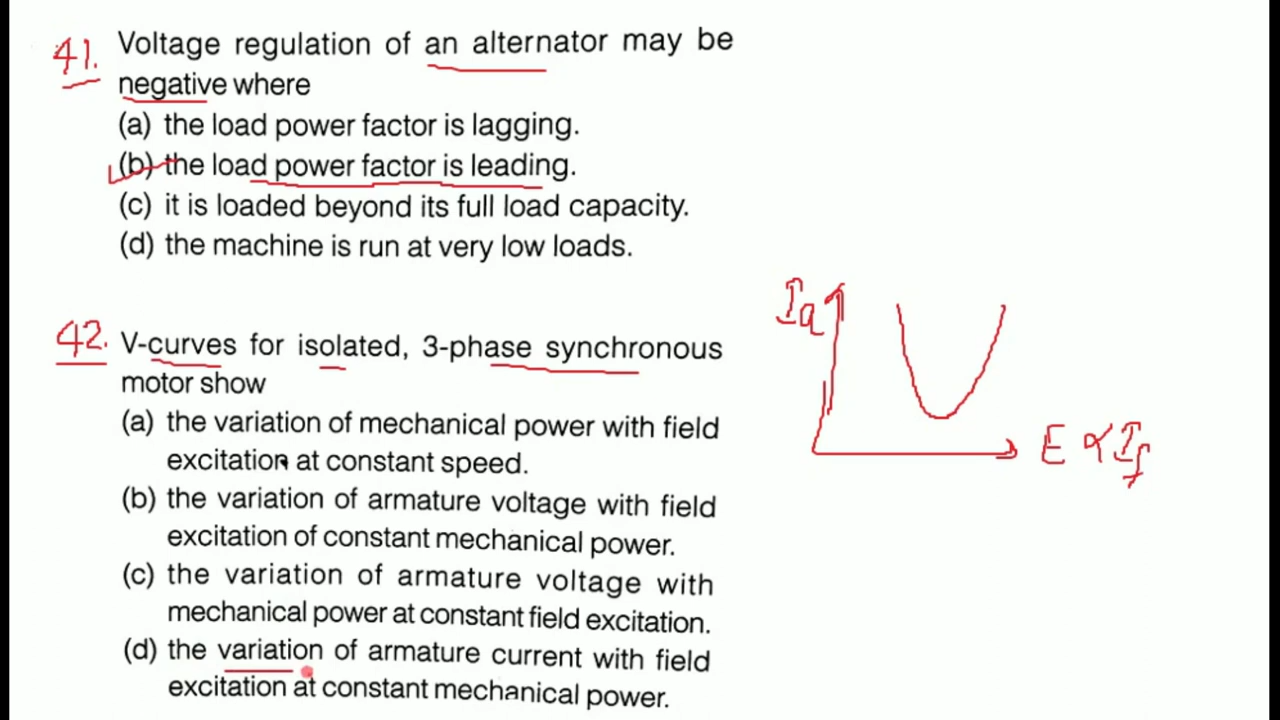 41. Voltage regulation of an alternator may be
negative where
(a) the load power factor is lagging.
(b) the load power factor is leading.
(c) it is loaded beyond its full load capacity.
(d) the machine is run at very low loads.
42. V-curves for isolated, 3-phase synchronous
motor show
(a) the variation of mechanical power with field
excitation at constant speed.
(b) the variation of armature voltage with field
excitation of constant mechanical power.
(c) the variation of armature voltage with
mechanical power at constant field excitation.
(d) the variation of armature current with field
excitation at constant mechanical power.
Ia
E ∝ If